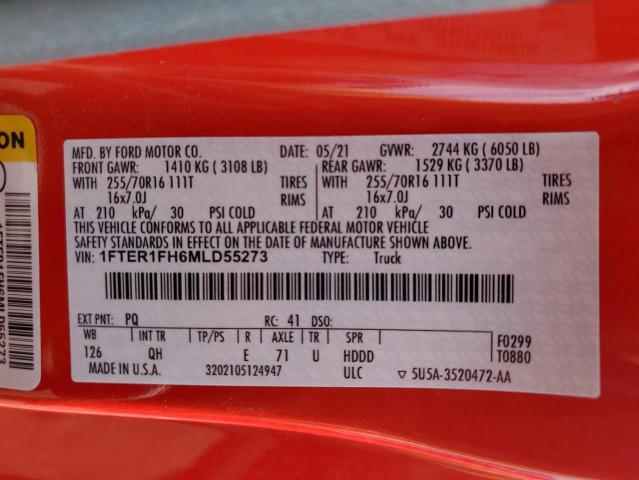 ON
MFD. BY FORD MOTOR CO. DATE: 05/21 GVWR: 2744 KG ( 6050 LB)
FRONT GAWR: 1410 KG ( 3108 LB) REAR GAWR: 1529 KG ( 3370 LB)
WITH 255/70R16 111T TIRES WITH 255/70R16 111T TIRES
16x7.0J RIMS 16x7.0J RIMS
AT 210 kPa/ 30 PSI COLD AT 210 kPa/ 30 PSI COLD
THIS VEHICLE CONFORMS TO ALL APPLICABLE FEDERAL MOTOR VEHICLE
SAFETY STANDARDS IN EFFECT ON THE DATE OF MANUFACTURE SHOWN ABOVE.
VIN: 1FTER1FH6MLD55273 TYPE: Truck
EXT PNT: PQ RC: 41 DSO:
WB INT TR TP/PS R AXLE TR SPR F0299
126 QH E 71 U HDDD T0880
MADE IN U.S.A. 3202105124947 ULC ▽ 5U5A-3520472-AA
1FTER1FH6MLD55273